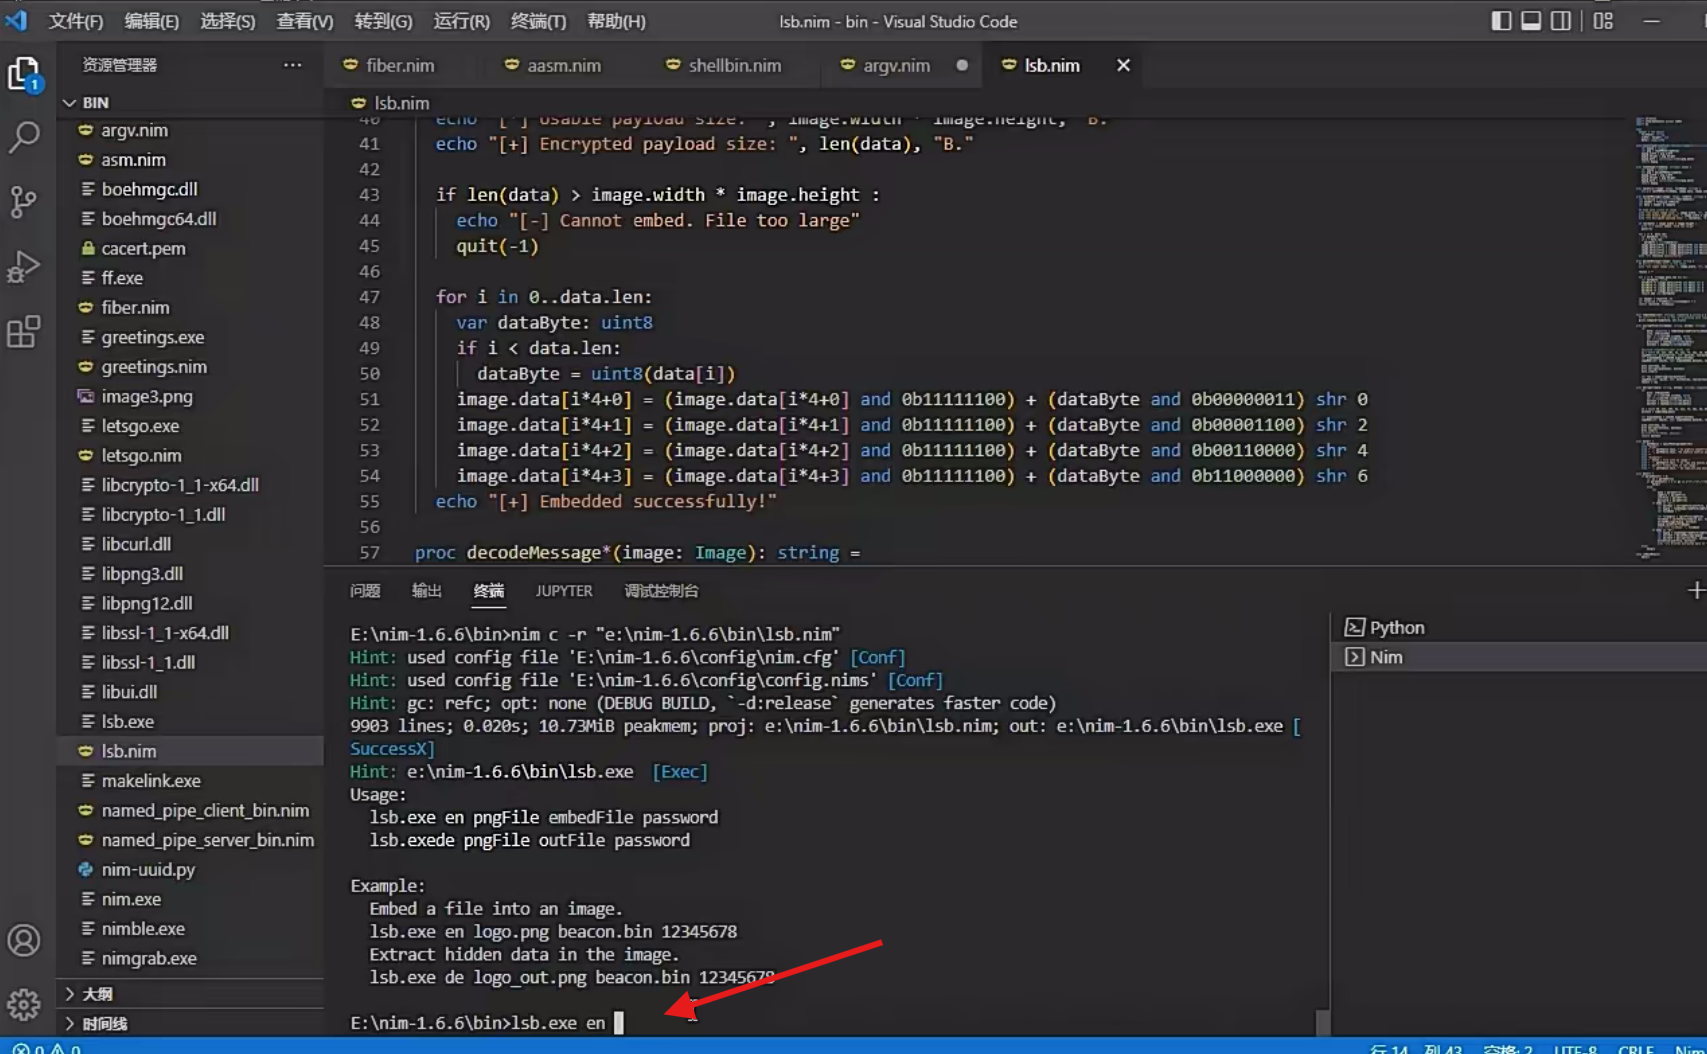 文件(F) 编辑(E) 选择(S) 查看(V) 转到(G) 运行(R) 终端(T) 帮助(H) lsb.nim - bin - Visual Studio Code
资源管理器 ···
1
BIN
argv.nim
asm.nim
boehmgc.dll
boehmgc64.dll
cacert.pem
ff.exe
fiber.nim
greetings.exe
greetings.nim
image3.png
letsgo.exe
letsgo.nim
libcrypto-1_1-x64.dll
libcrypto-1_1.dll
libcurl.dll
libpng3.dll
libpng12.dll
libssl-1_1-x64.dll
libssl-1_1.dll
libui.dll
lsb.exe
lsb.nim
makelink.exe
named_pipe_client_bin.nim
named_pipe_server_bin.nim
nim-uuid.py
nim.exe
nimble.exe
nimgrab.exe
大纲
时间线
fiber.nim aasm.nim shellbin.nim argv.nim lsb.nim
lsb.nim
40 echo "[+] Usable payload size: ", image.width * image.height, "B."
41 echo "[+] Encrypted payload size: ", len(data), "B."
42
43 if len(data) > image.width * image.height :
44 echo "[-] Cannot embed. File too large"
45 quit(-1)
46
47 for i in 0..data.len:
48 var dataByte: uint8
49 if i < data.len:
50 dataByte = uint8(data[i])
51 image.data[i*4+0] = (image.data[i*4+0] and 0b11111100) + (dataByte and 0b00000011) shr 0
52 image.data[i*4+1] = (image.data[i*4+1] and 0b11111100) + (dataByte and 0b00001100) shr 2
53 image.data[i*4+2] = (image.data[i*4+2] and 0b11111100) + (dataByte and 0b00110000) shr 4
54 image.data[i*4+3] = (image.data[i*4+3] and 0b11111100) + (dataByte and 0b11000000) shr 6
55 echo "[+] Embedded successfully!"
56
57 proc decodeMessage*(image: Image): string =
问题 输出 终端 JUPYTER 调试控制台
E:\nim-1.6.6\bin>nim c -r "e:\nim-1.6.6\bin\lsb.nim"
Hint: used config file 'E:\nim-1.6.6\config\nim.cfg' [Conf]
Hint: used config file 'E:\nim-1.6.6\config\config.nims' [Conf]
Hint: gc: refc; opt: none (DEBUG BUILD, `-d:release` generates faster code)
9903 lines; 0.020s; 10.73MiB peakmem; proj: e:\nim-1.6.6\bin\lsb.nim; out: e:\nim-1.6.6\bin\lsb.exe [
SuccessX]
Hint: e:\nim-1.6.6\bin\lsb.exe [Exec]
Usage:
lsb.exe en pngFile embedFile password
lsb.exede pngFile outFile password
Example:
Embed a file into an image.
lsb.exe en logo.png beacon.bin 12345678
Extract hidden data in the image.
lsb.exe de logo_out.png beacon.bin 12345678
E:\nim-1.6.6\bin>lsb.exe en
Python
Nim
0 0 行 14, 列 43 空格: 2 UTF-8 CRLF Nim